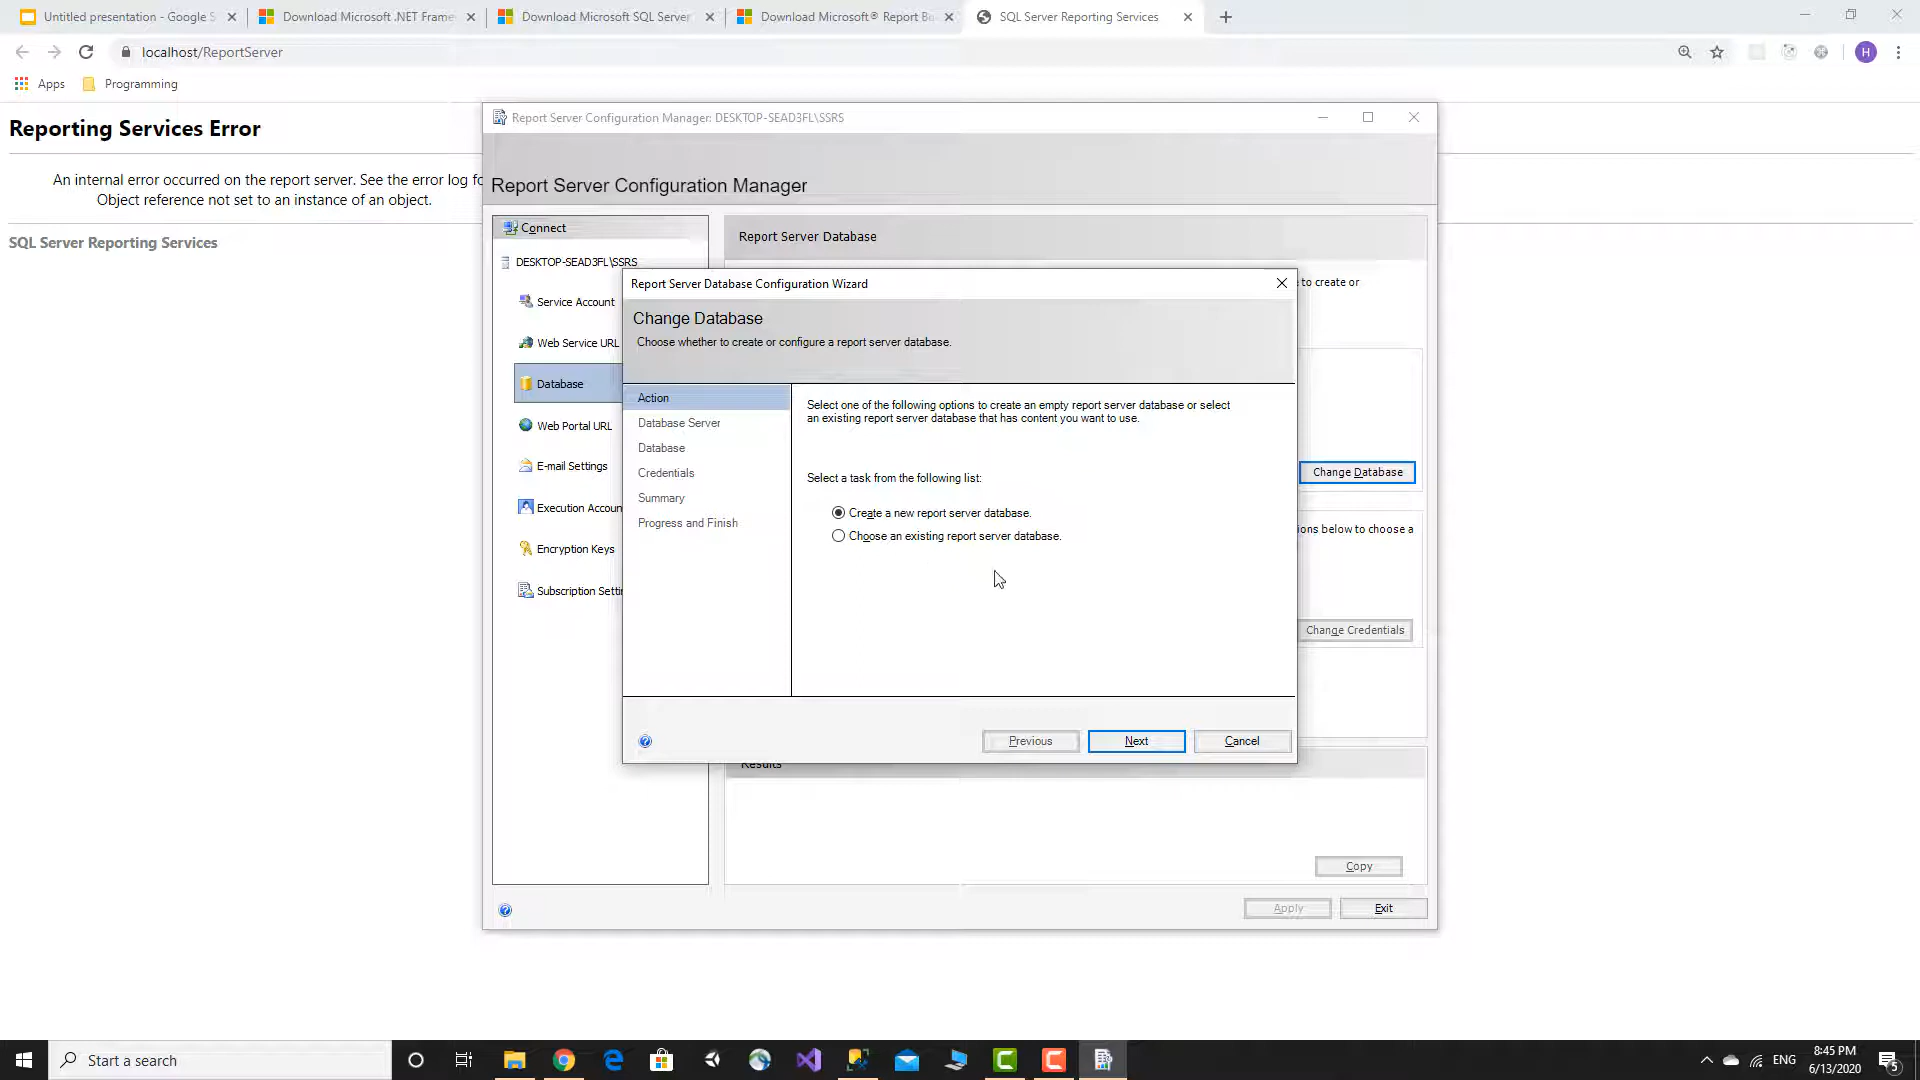 Untitled presentation - Google S
Download Microsoft .NET Frame
Download Microsoft SQL Server
Download Microsoft® Report Bu
SQL Server Reporting Services
localhost/ReportServer
H
Apps
Programming
Reporting Services Error
An internal error occurred on the report server. See the error log fo
Object reference not set to an instance of an object.
SQL Server Reporting Services
Report Server Configuration Manager: DESKTOP-SEAD3FL\SSRS
Report Server Configuration Manager
Connect
DESKTOP-SEAD3FL\SSRS
Service Account
Web Service URL
Database
Web Portal URL
E-mail Settings
Execution Accoun
Encryption Keys
Subscription Setti
Report Server Database
to create or
Change Database
ions below to choose a
Change Credentials
Report Server Database Configuration Wizard
Change Database
Choose whether to create or configure a report server database.
Action
Database Server
Database
Credentials
Summary
Progress and Finish
Select one of the following options to create an empty report server database or select
an existing report server database that has content you want to use.
Select a task from the following list:
Create a new report server database.
Choose an existing report server database.
Previous
Next
Cancel
Results
Copy
Apply
Exit
Start a search
ENG
8:45 PM
6/13/2020
5